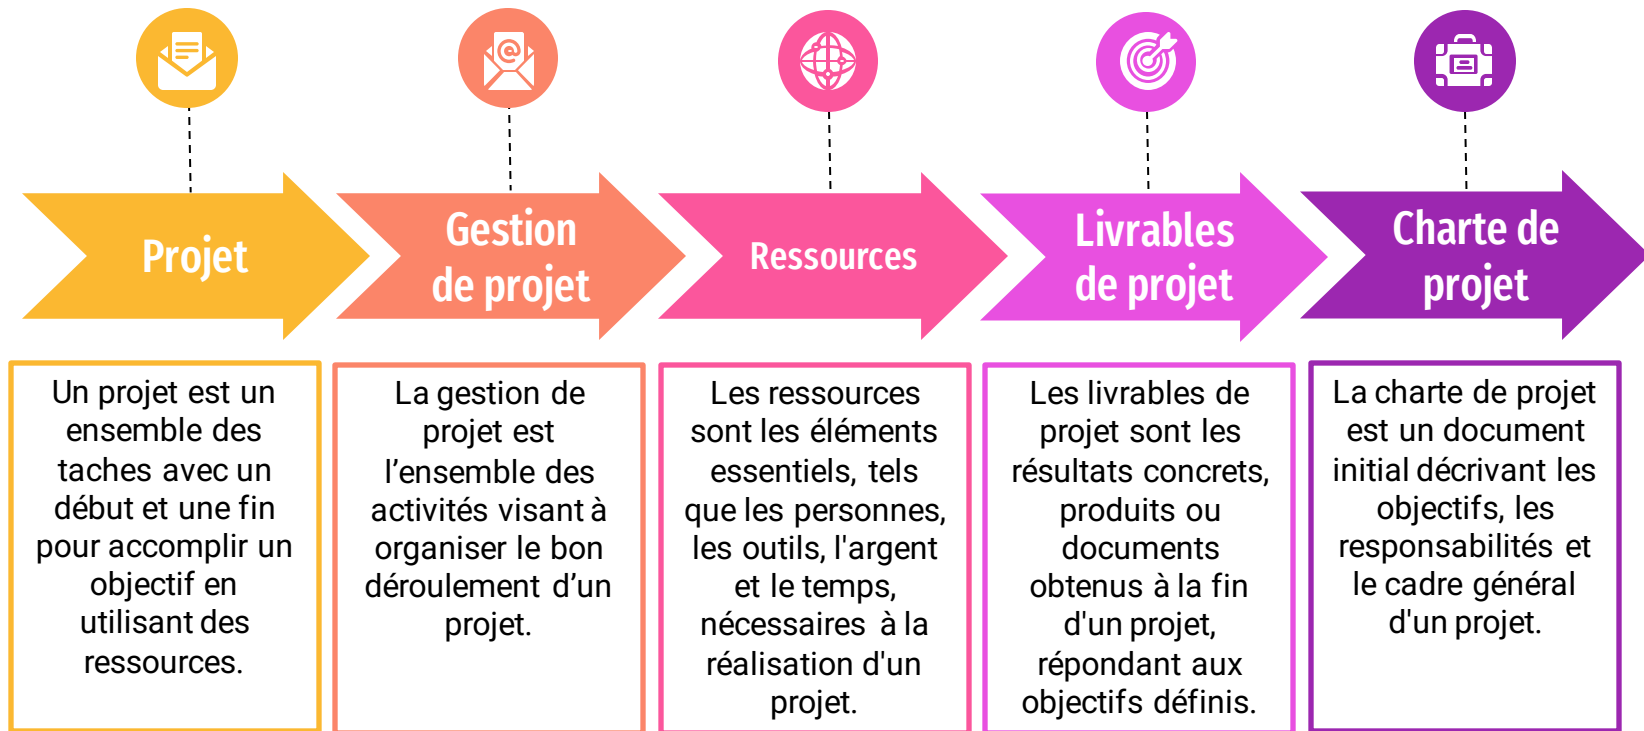 Projet
Gestion
de projet
Ressources
Livrables
de projet
Charte de
projet
Un projet est un
ensemble des
taches avec un
début et une fin
pour accomplir un
objectif en
utilisant des
ressources.
La gestion de
projet est
l’ensemble des
activités visant à
organiser le bon
déroulement d’un
projet.
Les ressources
sont les éléments
essentiels, tels
que les personnes,
les outils, l'argent
et le temps,
nécessaires à la
réalisation d'un
projet.
Les livrables de
projet sont les
résultats concrets,
produits ou
documents
obtenus à la fin
d'un projet,
répondant aux
objectifs définis.
La charte de projet
est un document
initial décrivant les
objectifs, les
responsabilités et
le cadre général
d'un projet.